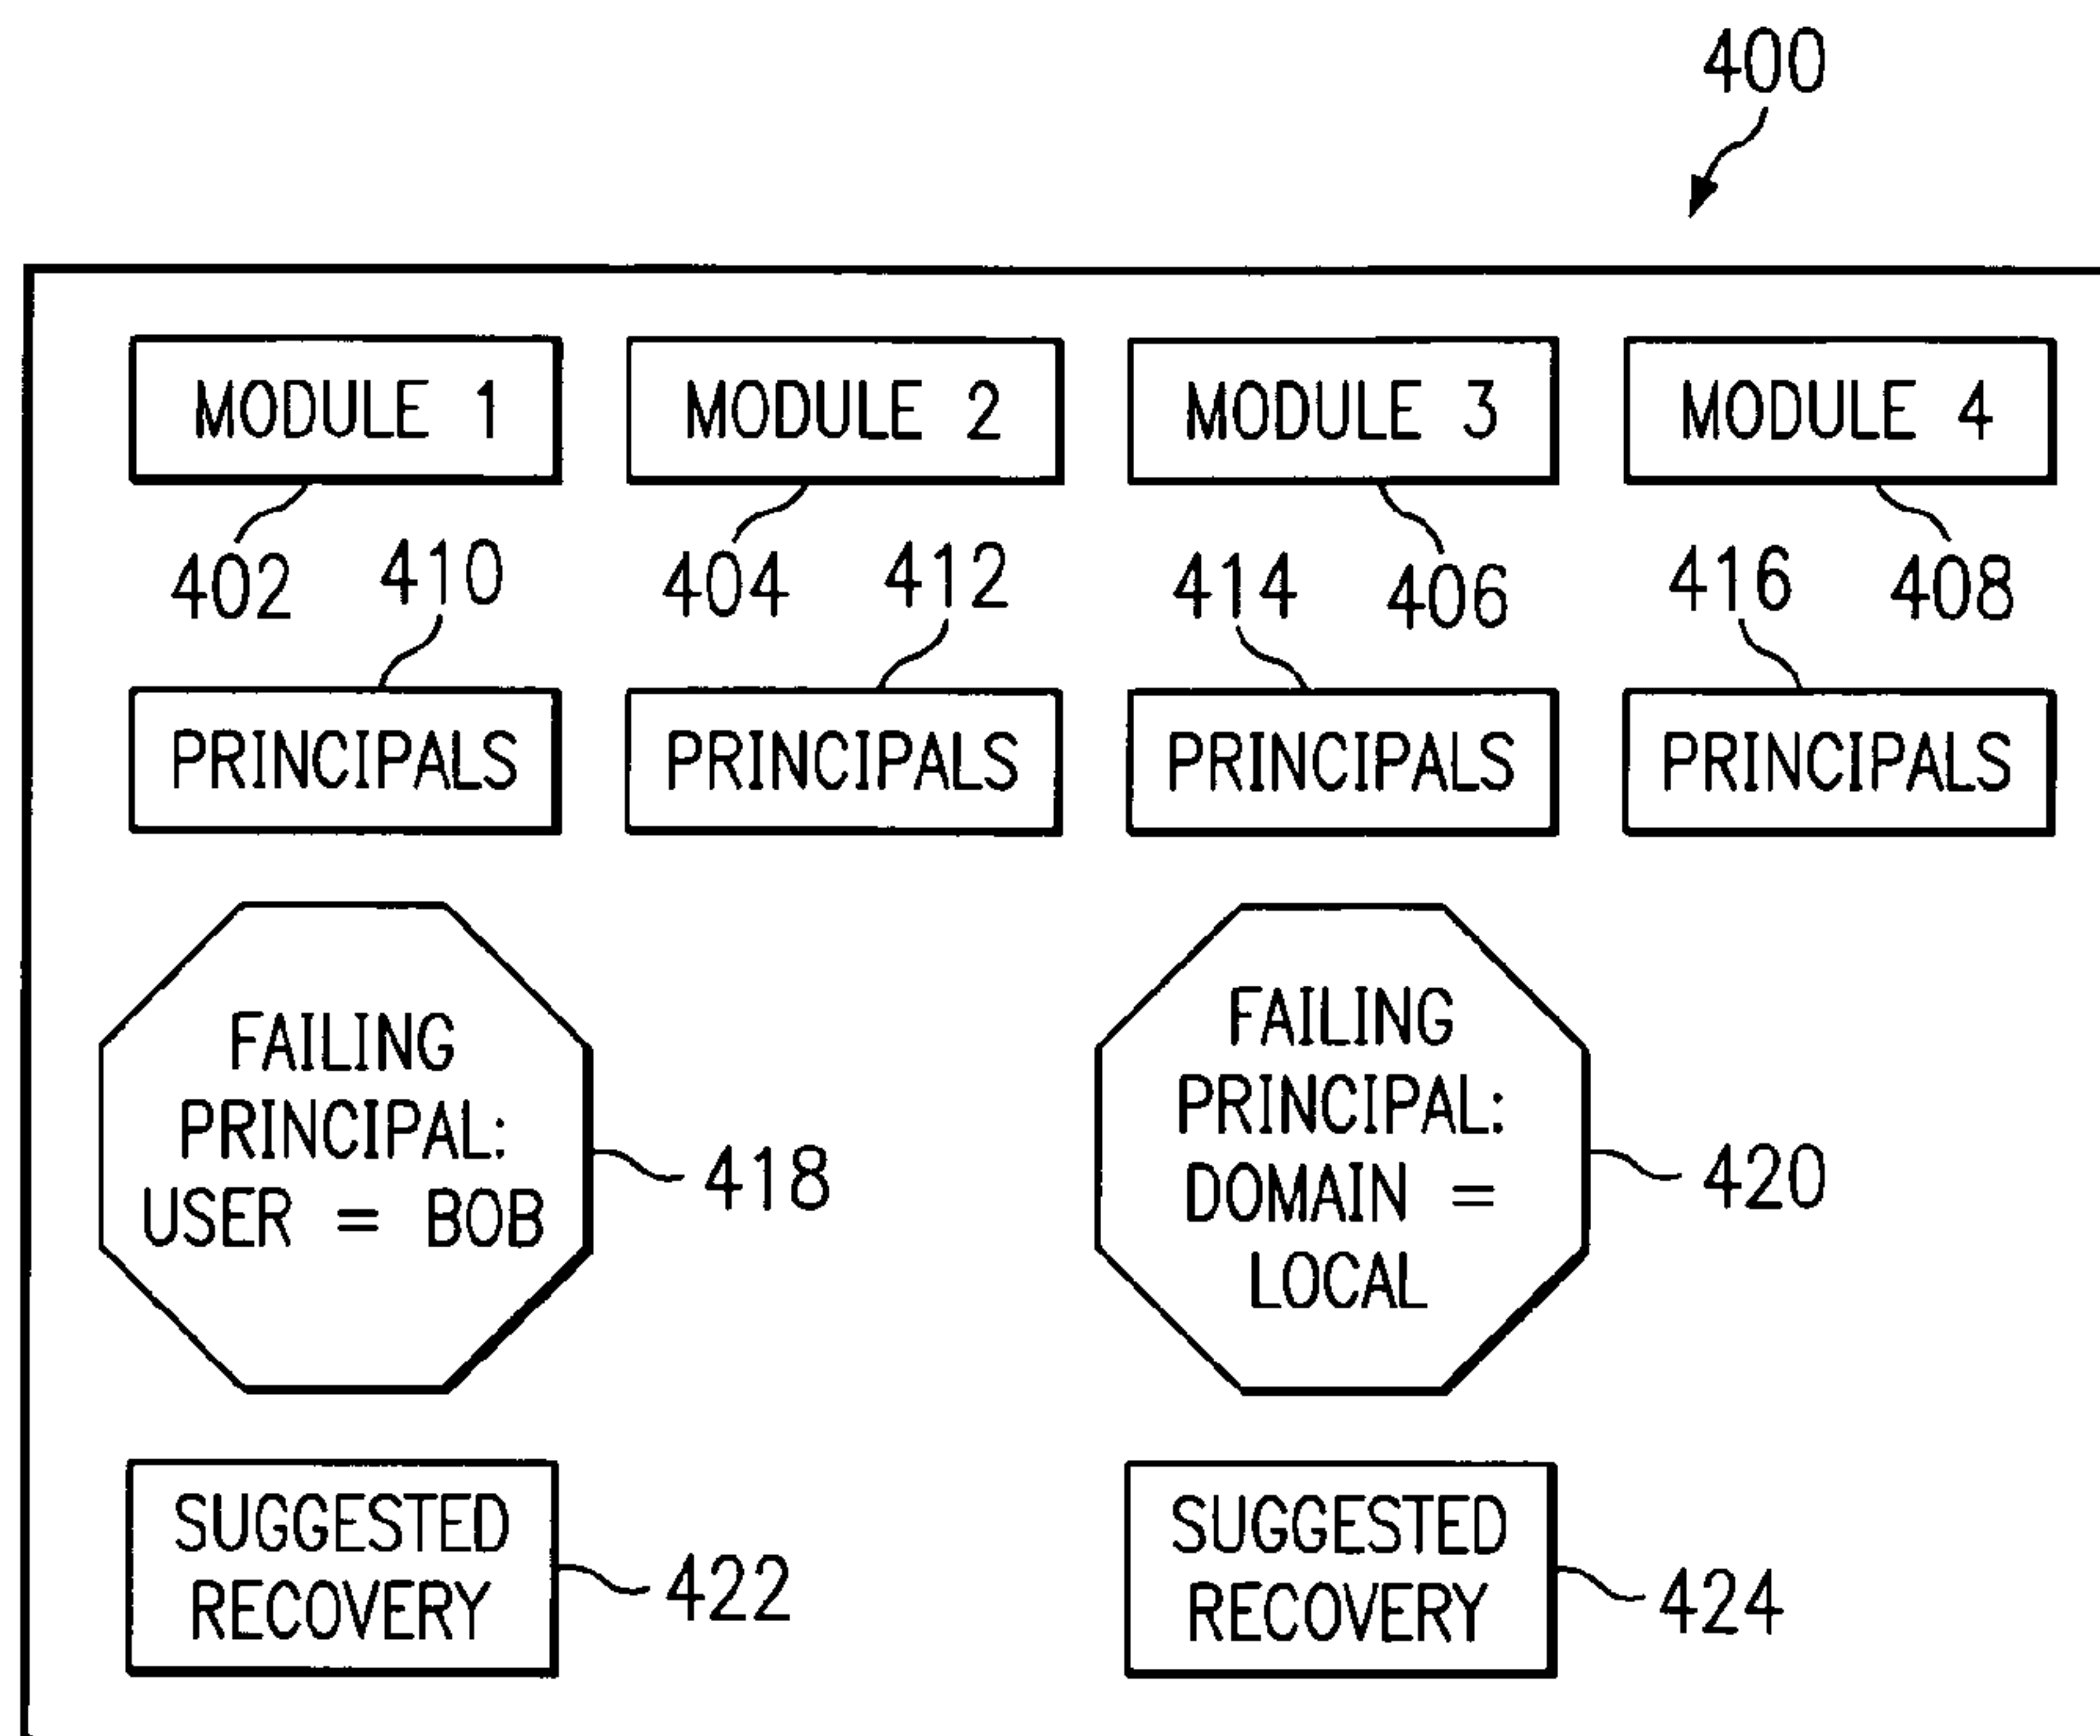 400
MODULE 1
MODULE 2
MODULE 3
MODULE 4
402
410
404
412
414
406
416
408
PRINCIPALS
PRINCIPALS
PRINCIPALS
PRINCIPALS
FAILING
PRINCIPAL:
USER = BOB
418
FAILING
PRINCIPAL:
DOMAIN =
LOCAL
420
SUGGESTED
RECOVERY
422
SUGGESTED
RECOVERY
424